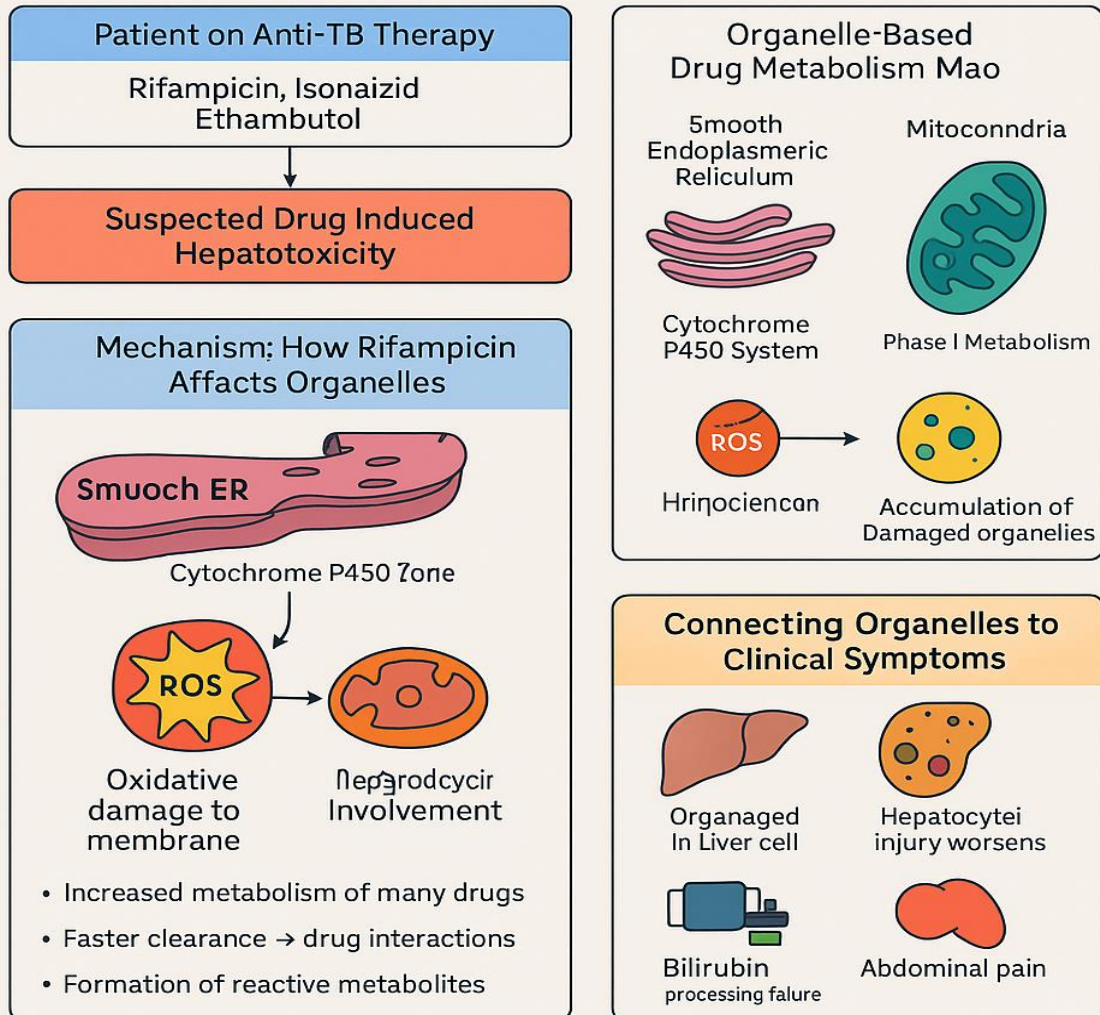 Patient on Anti-TB Therapy
Rifampicin, Isonaizid
Ethambutol
Suspected Drug Induced
Hepatotoxicity
Mechanism: How Rifampicin
Affects Organelles
Smuoch ER
Cytochrome P450 7one
ROS
Oxidative
damage to
membrane
Involvement
• Increased metabolism of many drugs
• Faster clearance → drug interactions
• Formation of reactive metabolites
Organelle-Based
Drug Metabolism Mao
5mooth
Endoplasmeric
Reliculum
Mitoconndria
Cytochrome
P450 System
Phase I Metabolism
ROS
Accumulation of
Damaged organelies
Connecting Organelles to
Clinical Symptoms
Organaged
In Liver cell
Hepatocytei
injury worsens
Bilirubin
processing falure
Abdominal pain